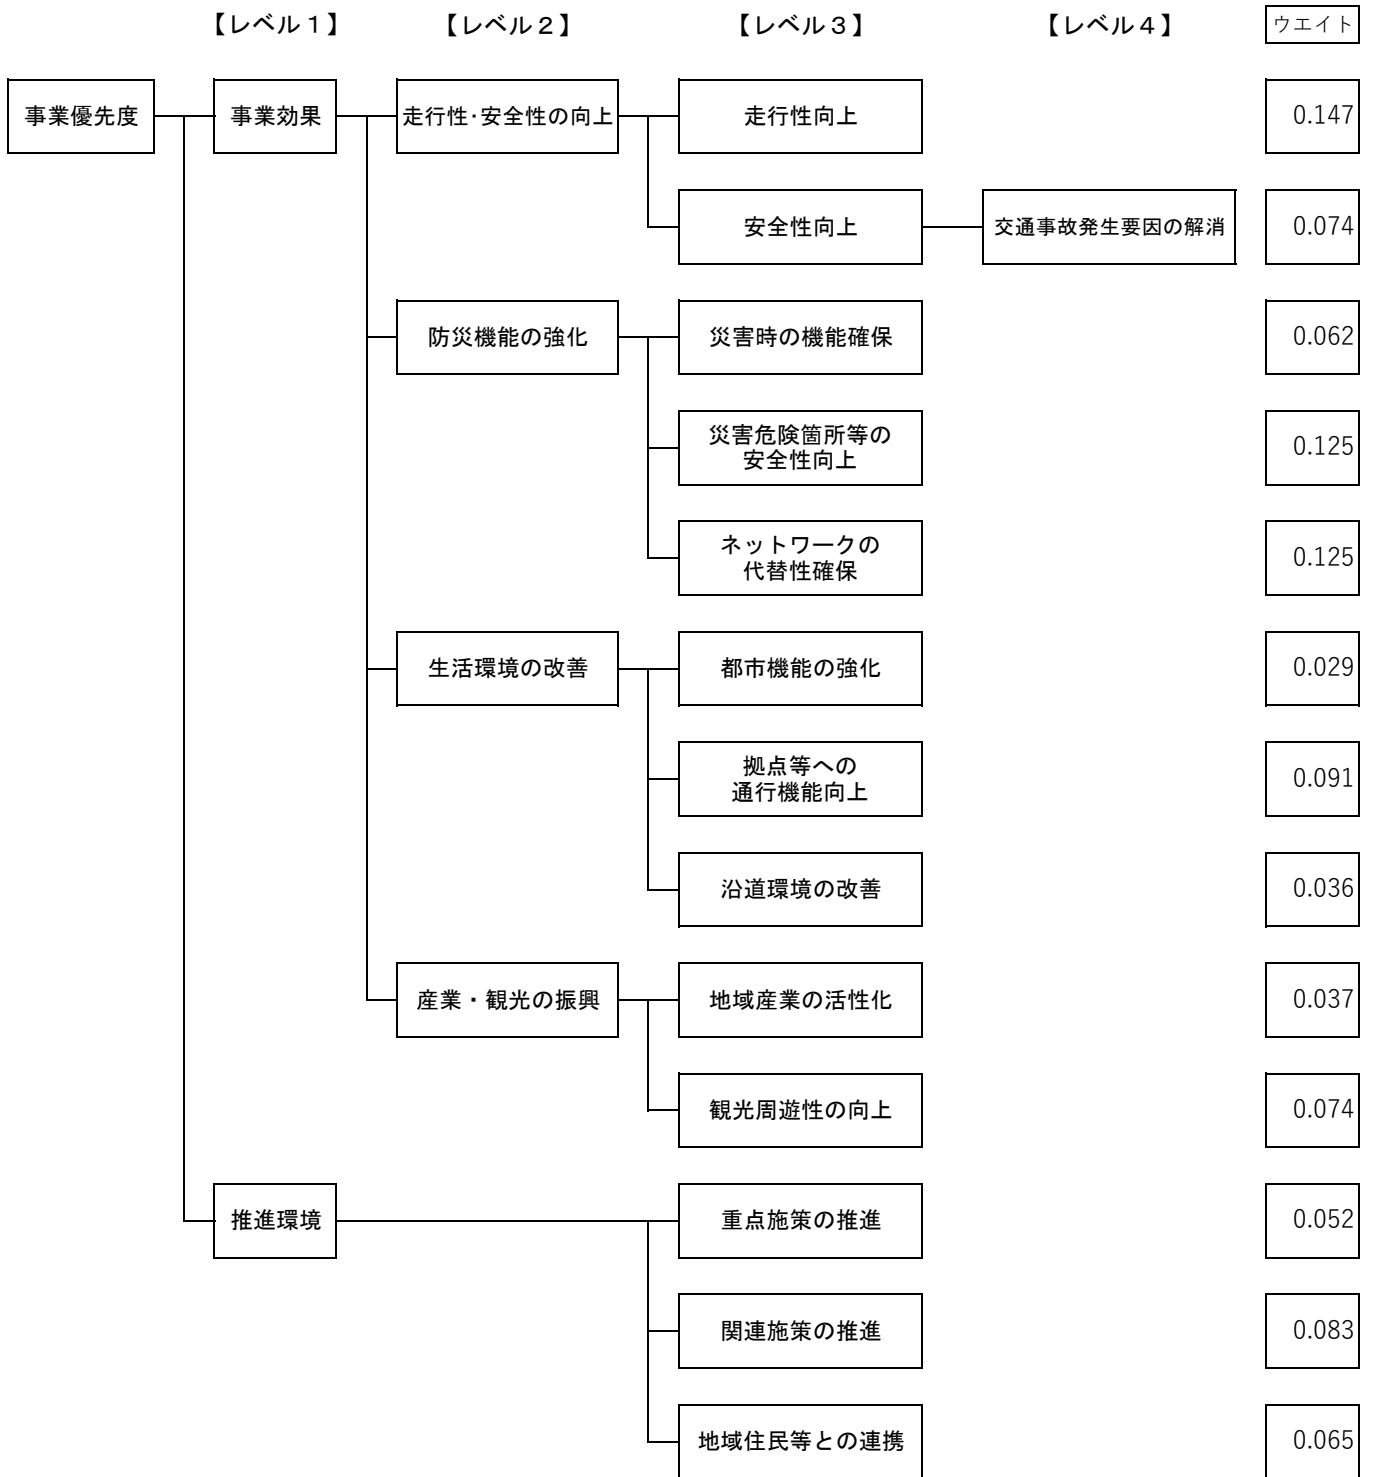 【レベル１】 【レベル２】 【レベル３】 【レベル４】 ウエイト
事業優先度 事業効果 走行性･安全性の向上 走行性向上 0.147
安全性向上 交通事故発生要因の解消 0.074
防災機能の強化 災害時の機能確保 0.062
災害危険箇所等の
安全性向上
0.125
ネットワークの
代替性確保
0.125
生活環境の改善 都市機能の強化 0.029
拠点等への
通行機能向上
0.091
沿道環境の改善 0.036
産業・観光の振興 地域産業の活性化 0.037
観光周遊性の向上 0.074
推進環境 重点施策の推進 0.052
関連施策の推進 0.083
地域住民等との連携 0.065